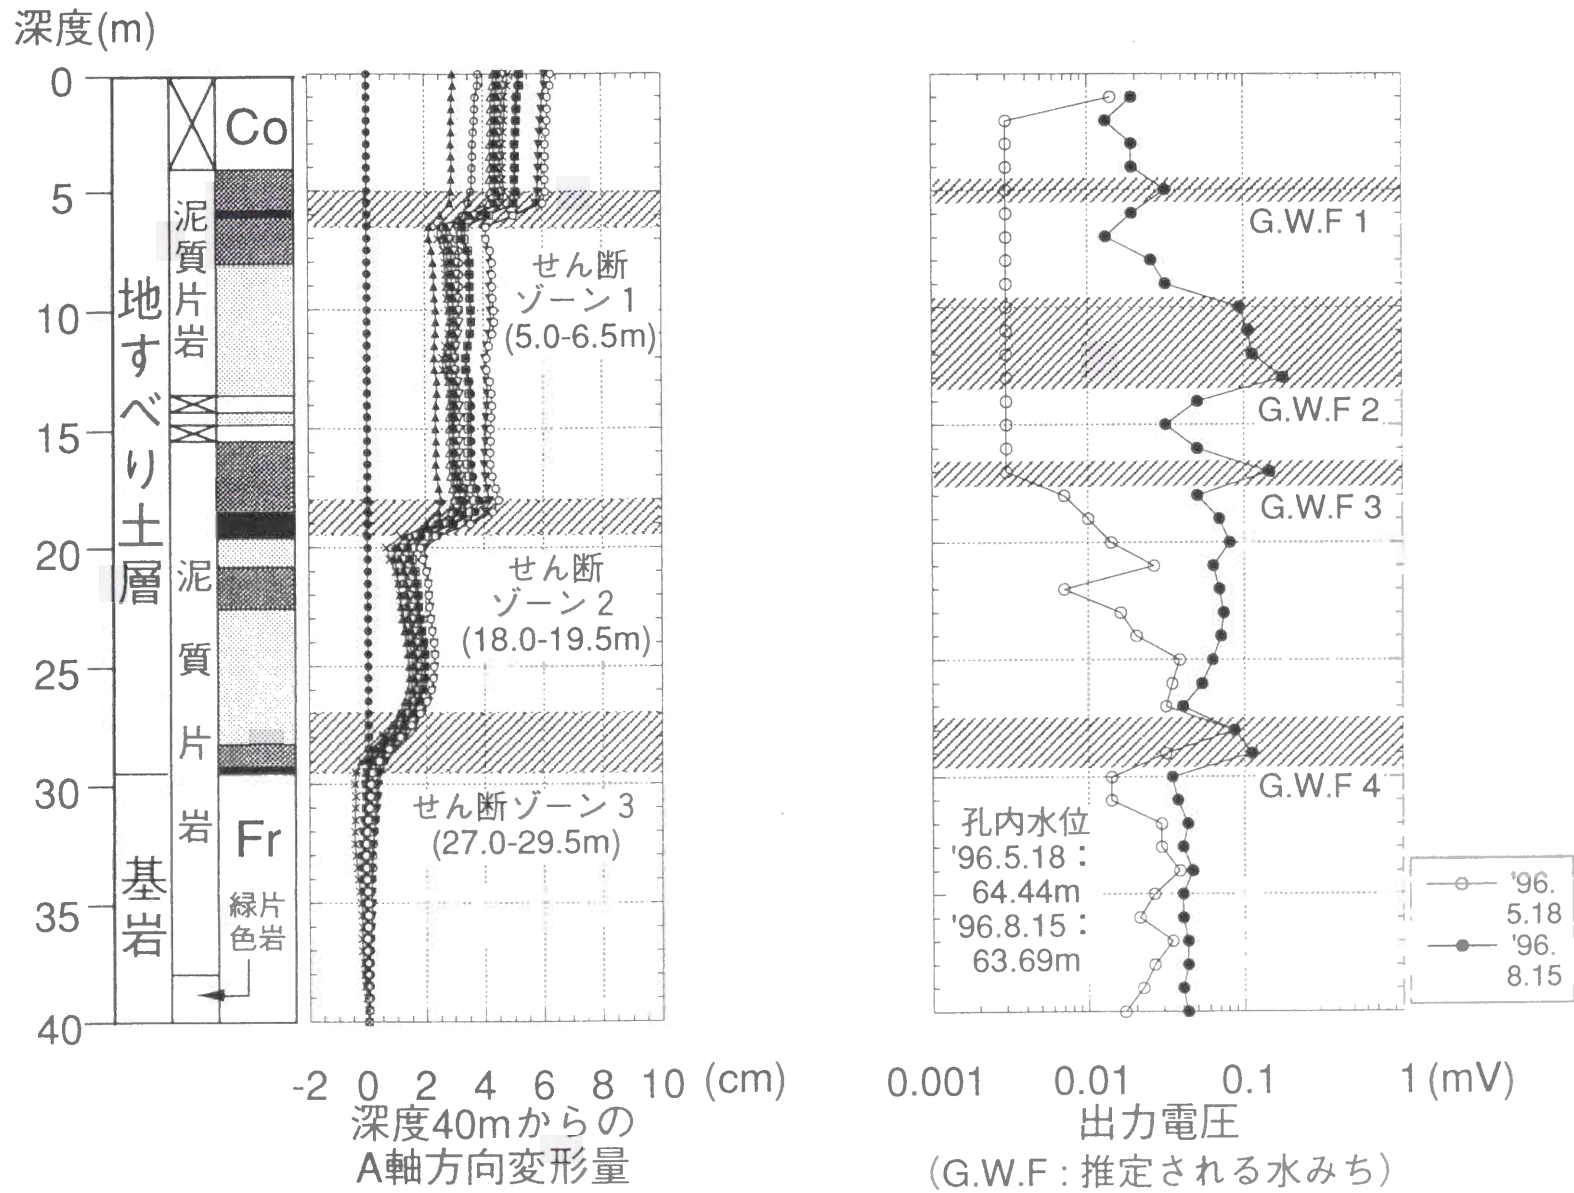 深度(m)
0
5
10
15
20
25
30
35
40
地すべり土層
基岩
泥質片岩
泥質片岩
Co
Fr
緑片
色岩
せん断
ゾーン1
(5.0-6.5m)
せん断
ゾーン2
(18.0-19.5m)
せん断ゾーン3
(27.0-29.5m)
-2 0 2 4 6 8 10 (cm)
深度40mからの
A軸方向変形量
G.W.F 1
G.W.F 2
G.W.F 3
G.W.F 4
孔内水位
'96.5.18：
64.44m
'96.8.15：
63.69m
0.001 0.01 0.1 1 (mV)
出力電圧
(G.W.F : 推定される水みち)
'96.
5.18
'96.
8.15